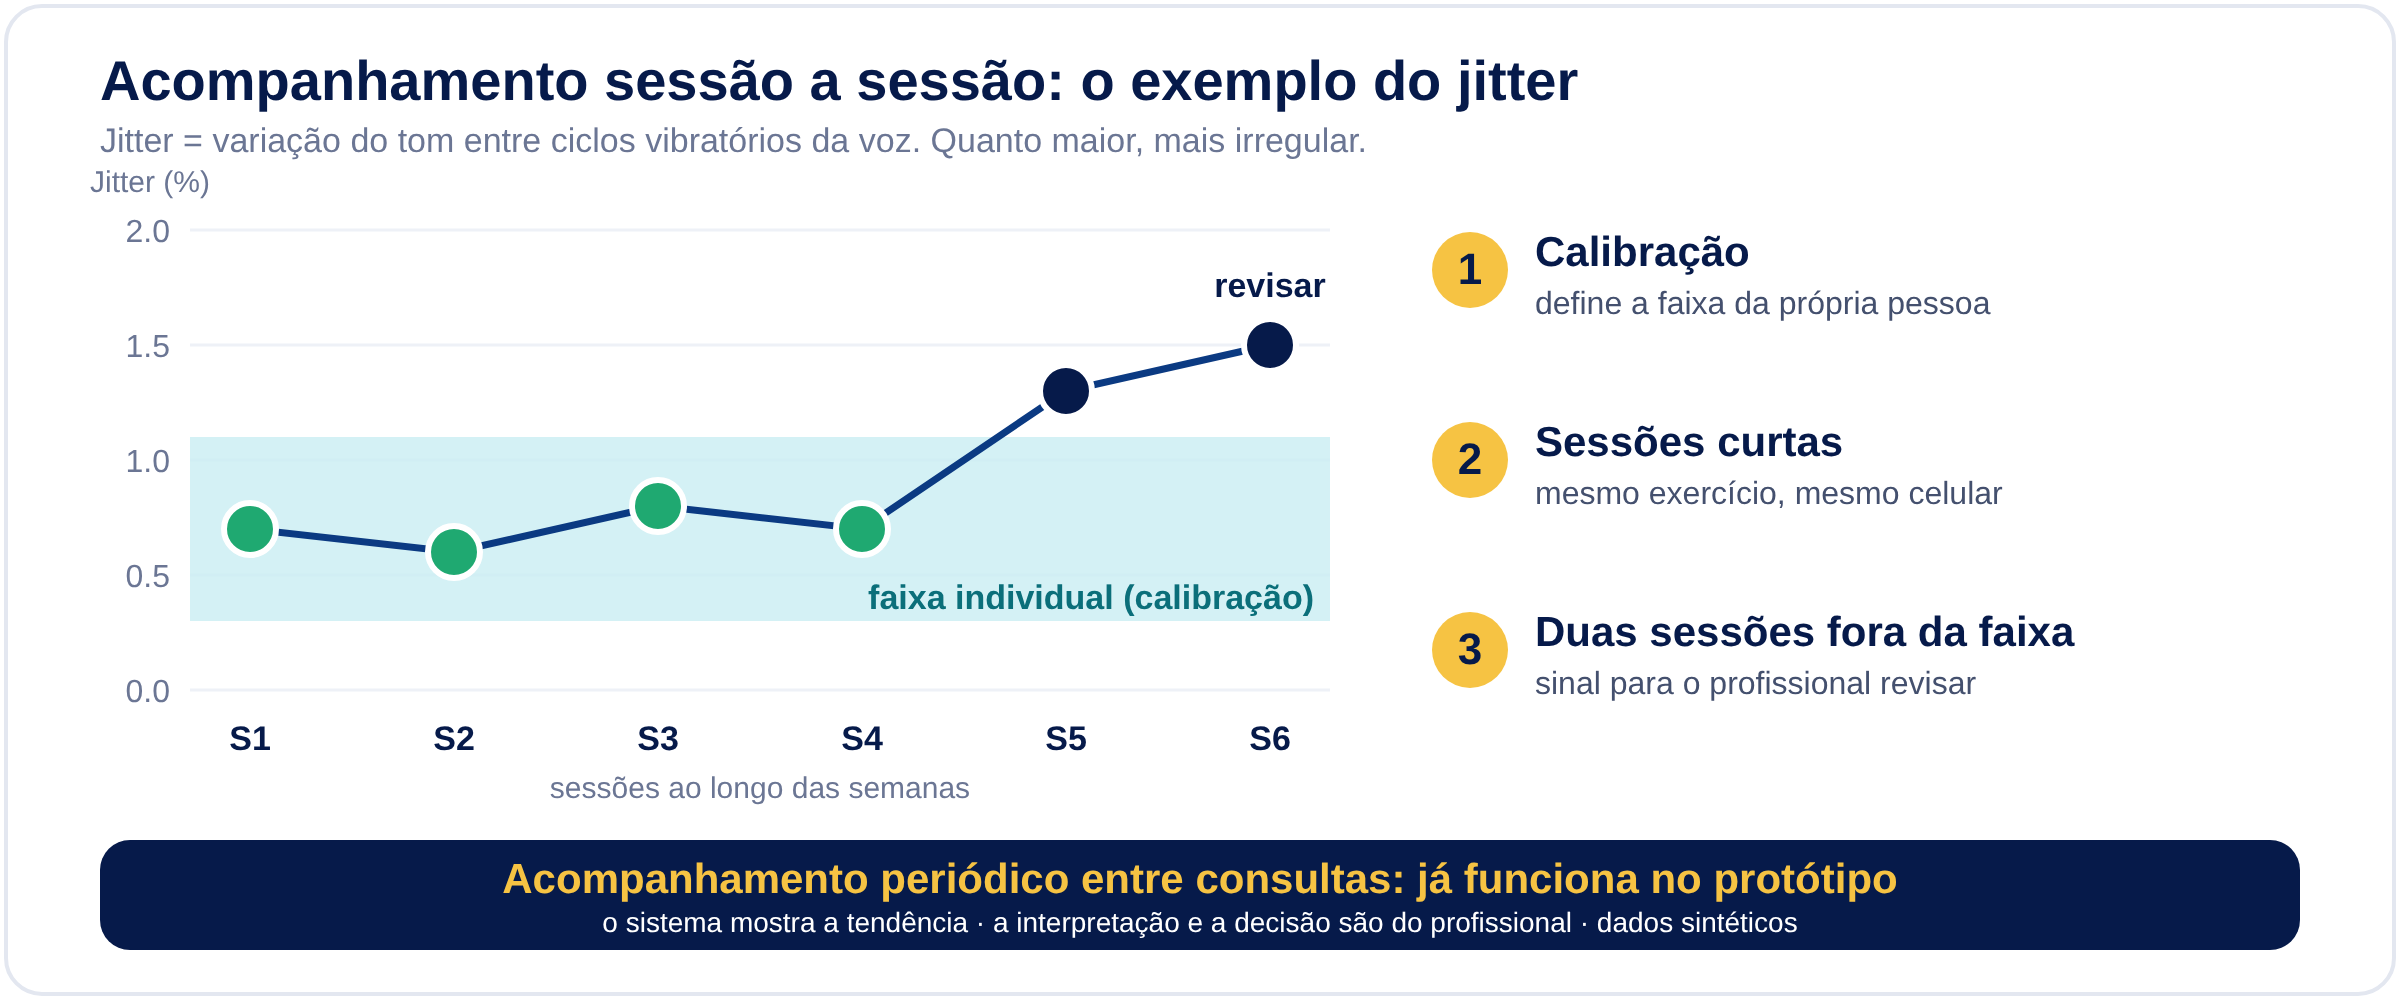 Acompanhamento sessão a sessão: o exemplo do jitter
Jitter = variação do tom entre ciclos vibratórios da voz. Quanto maior, mais irregular.
Jitter (%)
2.0
1.5
1.0
0.5
0.0
revisar
faixa individual (calibração)
S1 S2 S3 S4 S5 S6
sessões ao longo das semanas
1
Calibração
define a faixa da própria pessoa
2
Sessões curtas
mesmo exercício, mesmo celular
3
Duas sessões fora da faixa
sinal para o profissional revisar
Acompanhamento periódico entre consultas: já funciona no protótipo
o sistema mostra a tendência · a interpretação e a decisão são do profissional · dados sintéticos